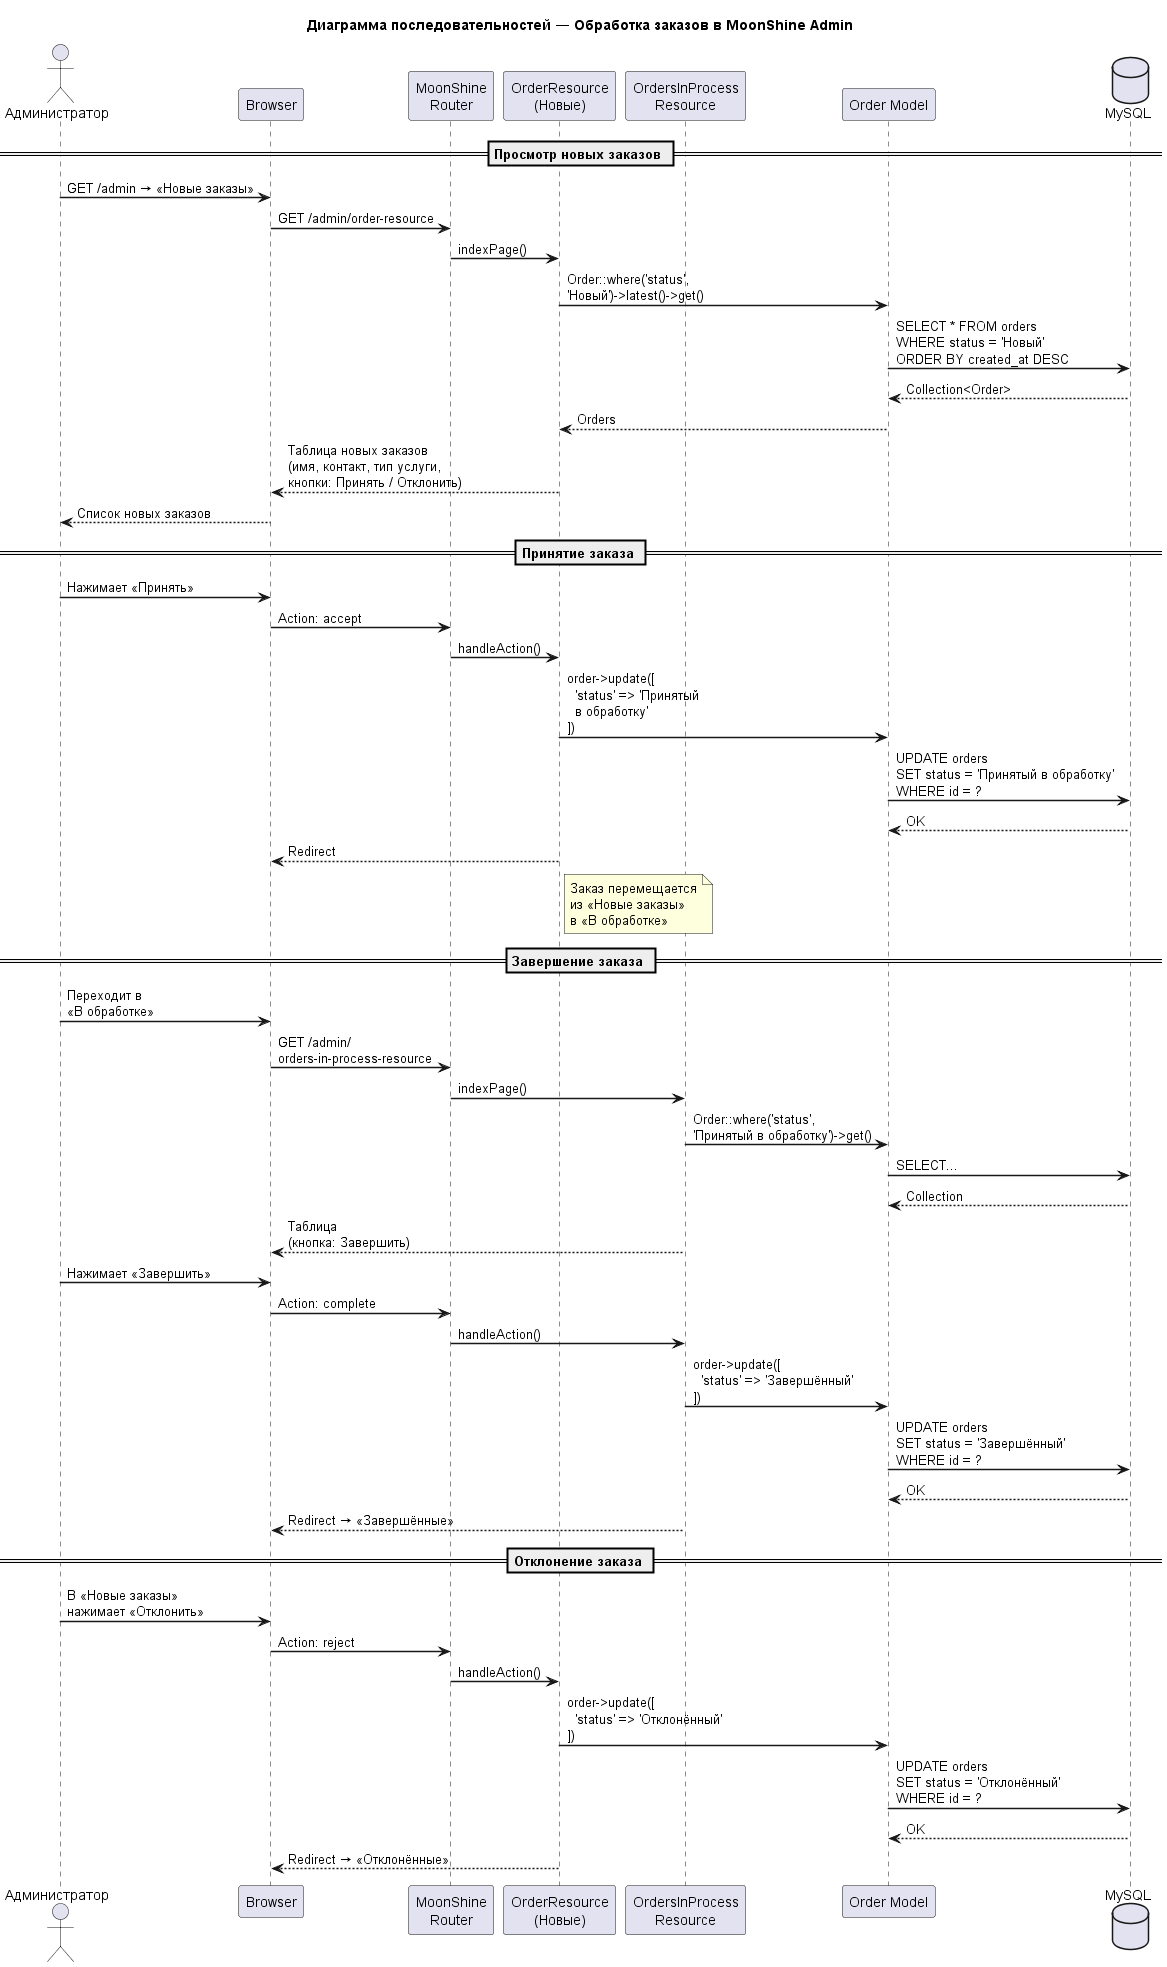 Диаграмма последовательностей — Обработка заказов в MoonShine Admin
Администратор
Browser
MoonShine
Router
OrderResource
(Новые)
OrdersInProcess
Resource
Order Model
MySQL
Просмотр новых заказов
GET /admin → «Новые заказы»
GET /admin/order-resource
indexPage()
Order::where('status',
'Новый')->latest()->get()
SELECT * FROM orders
WHERE status = 'Новый'
ORDER BY created_at DESC
Collection<Order>
Orders
Таблица новых заказов
(имя, контакт, тип услуги,
кнопки: Принять / Отклонить)
Список новых заказов
Принятие заказа
Нажимает «Принять»
Action: accept
handleAction()
order->update([
'status' => 'Принятый
в обработку'
])
UPDATE orders
SET status = 'Принятый в обработку'
WHERE id = ?
OK
Redirect
Заказ перемещается
из «Новые заказы»
в «В обработке»
Завершение заказа
Переходит в
«В обработке»
GET /admin/
orders-in-process-resource
indexPage()
Order::where('status',
'Принятый в обработку')->get()
SELECT...
Collection
Таблица
(кнопка: Завершить)
Нажимает «Завершить»
Action: complete
handleAction()
order->update([
'status' => 'Завершённый'
])
UPDATE orders
SET status = 'Завершённый'
WHERE id = ?
OK
Redirect → «Завершённые»
Отклонение заказа
В «Новые заказы»
нажимает «Отклонить»
Action: reject
handleAction()
order->update([
'status' => 'Отклонённый'
])
UPDATE orders
SET status = 'Отклонённый'
WHERE id = ?
OK
Redirect → «Отклонённые»
Администратор
Browser
MoonShine
Router
OrderResource
(Новые)
OrdersInProcess
Resource
Order Model
MySQL